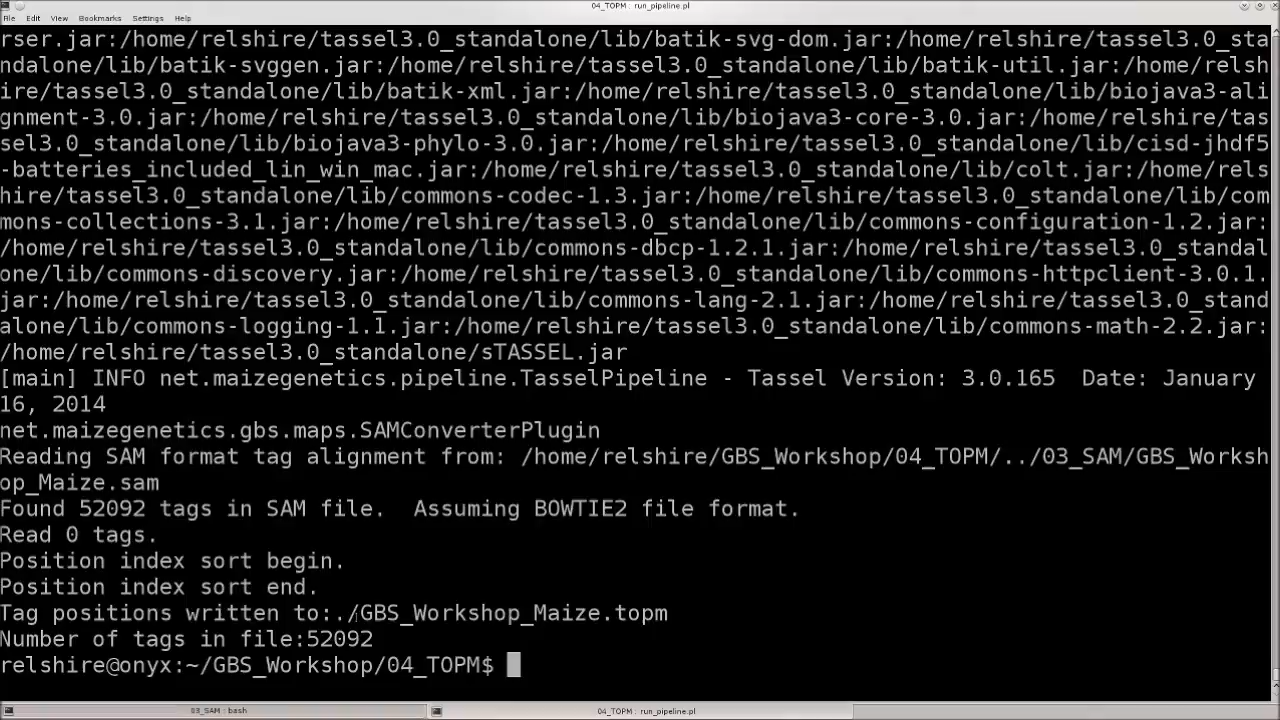 04_TOPM : run_pipeline.pl
File Edit View Bookmarks Settings Help
rser.jar:/home/relshire/tassel3.0_standalone/lib/batik-svg-dom.jar:/home/relshire/tassel3.0_sta
ndalone/lib/batik-svggen.jar:/home/relshire/tassel3.0_standalone/lib/batik-util.jar:/home/relsh
ire/tassel3.0_standalone/lib/batik-xml.jar:/home/relshire/tassel3.0_standalone/lib/biojava3-ali
gnment-3.0.jar:/home/relshire/tassel3.0_standalone/lib/biojava3-core-3.0.jar:/home/relshire/tas
sel3.0_standalone/lib/biojava3-phylo-3.0.jar:/home/relshire/tassel3.0_standalone/lib/cisd-jhdf5
-batteries_included_lin_win_mac.jar:/home/relshire/tassel3.0_standalone/lib/colt.jar:/home/rels
hire/tassel3.0_standalone/lib/commons-codec-1.3.jar:/home/relshire/tassel3.0_standalone/lib/com
mons-collections-3.1.jar:/home/relshire/tassel3.0_standalone/lib/commons-configuration-1.2.jar:
/home/relshire/tassel3.0_standalone/lib/commons-dbcp-1.2.1.jar:/home/relshire/tassel3.0_standal
one/lib/commons-discovery.jar:/home/relshire/tassel3.0_standalone/lib/commons-httpclient-3.0.1.
jar:/home/relshire/tassel3.0_standalone/lib/commons-lang-2.1.jar:/home/relshire/tassel3.0_stand
alone/lib/commons-logging-1.1.jar:/home/relshire/tassel3.0_standalone/lib/commons-math-2.2.jar:
/home/relshire/tassel3.0_standalone/sTASSEL.jar
[main] INFO net.maizegenetics.pipeline.TasselPipeline - Tassel Version: 3.0.165  Date: January
16, 2014
net.maizegenetics.gbs.maps.SAMConverterPlugin
Reading SAM format tag alignment from: /home/relshire/GBS_Workshop/04_TOPM/../03_SAM/GBS_Worksh
op_Maize.sam
Found 52092 tags in SAM file.  Assuming BOWTIE2 file format.
Read 0 tags.
Position index sort begin.
Position index sort end.
Tag positions written to:./GBS_Workshop_Maize.topm
Number of tags in file:52092
relshire@onyx:~/GBS_Workshop/04_TOPM$
03_SAM : bash
04_TOPM : run_pipeline.pl